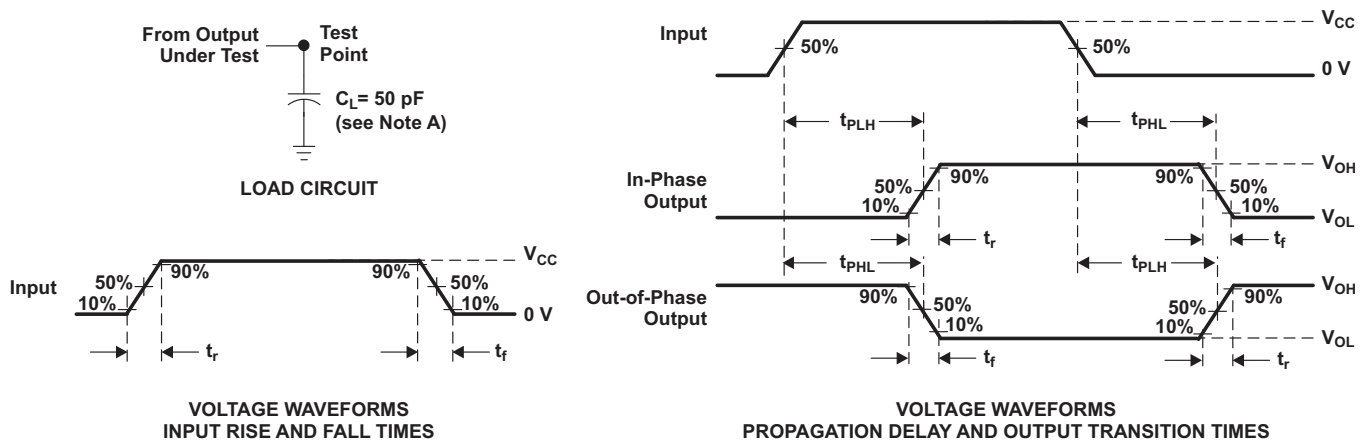 From Output
Under Test
Test
Point
C_L= 50 pF
(see Note A)
LOAD CIRCUIT
Input
10%
50%
90%
90%
50%
10%
V_CC
0 V
t_r
t_f
VOLTAGE WAVEFORMS
INPUT RISE AND FALL TIMES
Input
50%
50%
V_CC
0 V
t_PLH
t_PHL
In-Phase
Output
10%
50%
90%
90%
50%
10%
V_OH
V_OL
t_r
t_f
t_PHL
t_PLH
Out-of-Phase
Output
90%
50%
10%
10%
50%
90%
V_OH
V_OL
t_f
t_r
VOLTAGE WAVEFORMS
PROPAGATION DELAY AND OUTPUT TRANSITION TIMES